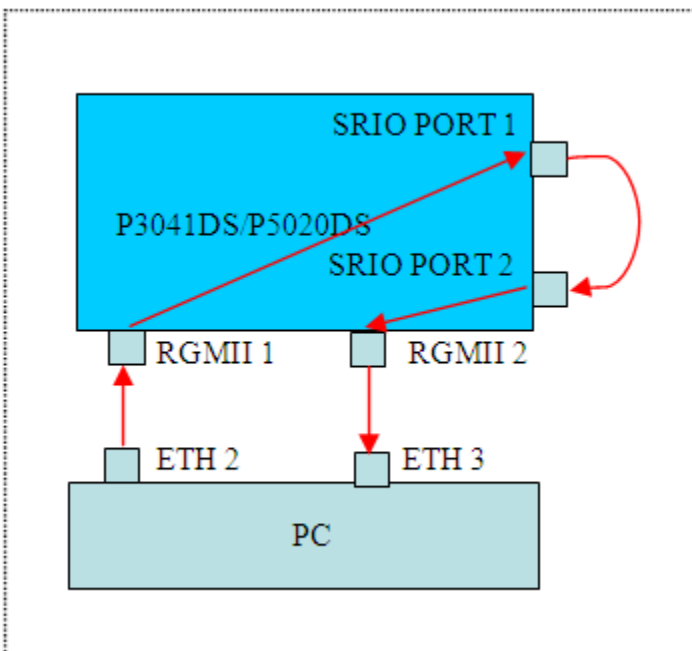 SRIO PORT 1
P3041DS/P5020DS
SRIO PORT 2
RGMII 1
RGMII 2
ETH 2
ETH 3
PC